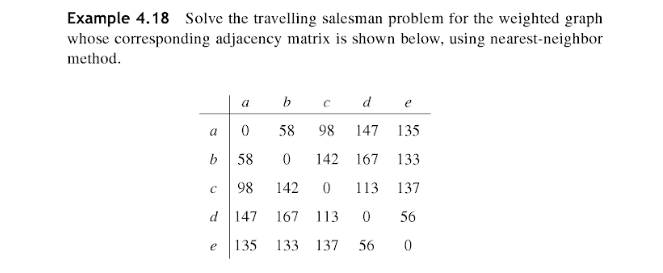 Example 4.18 Solve the travelling salesman problem for the weighted graph
whose corresponding adjacency matrix is shown below, using nearest-neighbor
method.
a b c d e
a 0 58 98 147 135
b 58 0 142 167 133
c 98 142 0 113 137
d 147 167 113 0 56
e 135 133 137 56 0